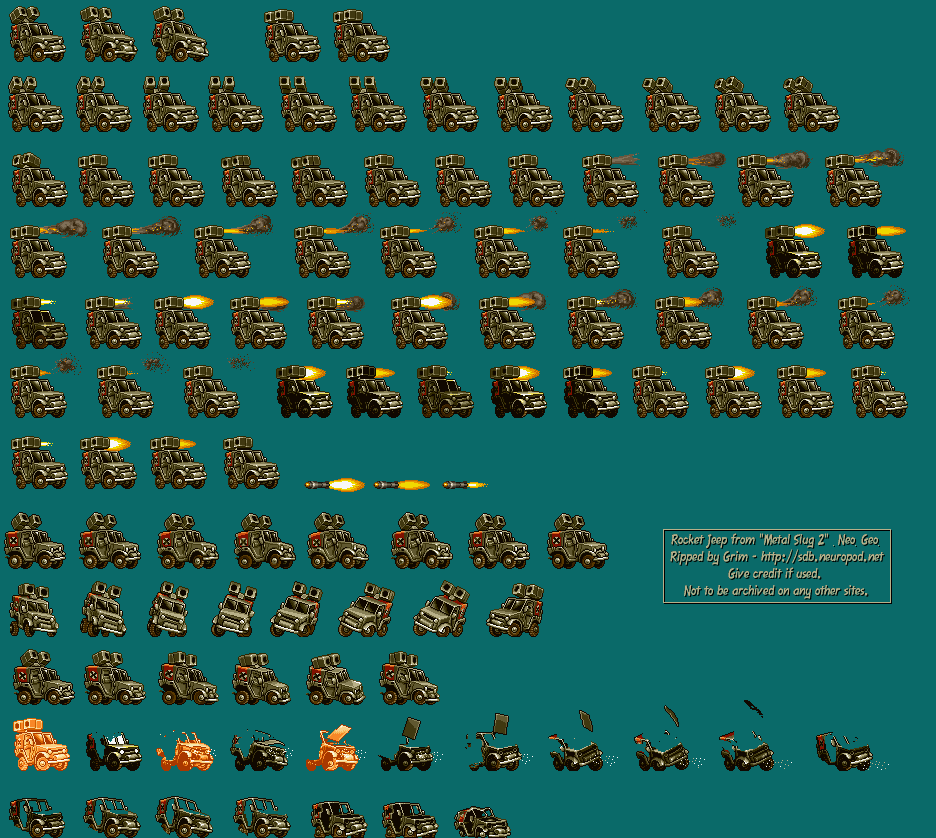 Rocket Jeep from "Metal Slug 2" Neo Geo
Ripped by Grim - http://sdb.neuropod.net
Give credit if used.
Not to be archived on any other sites.